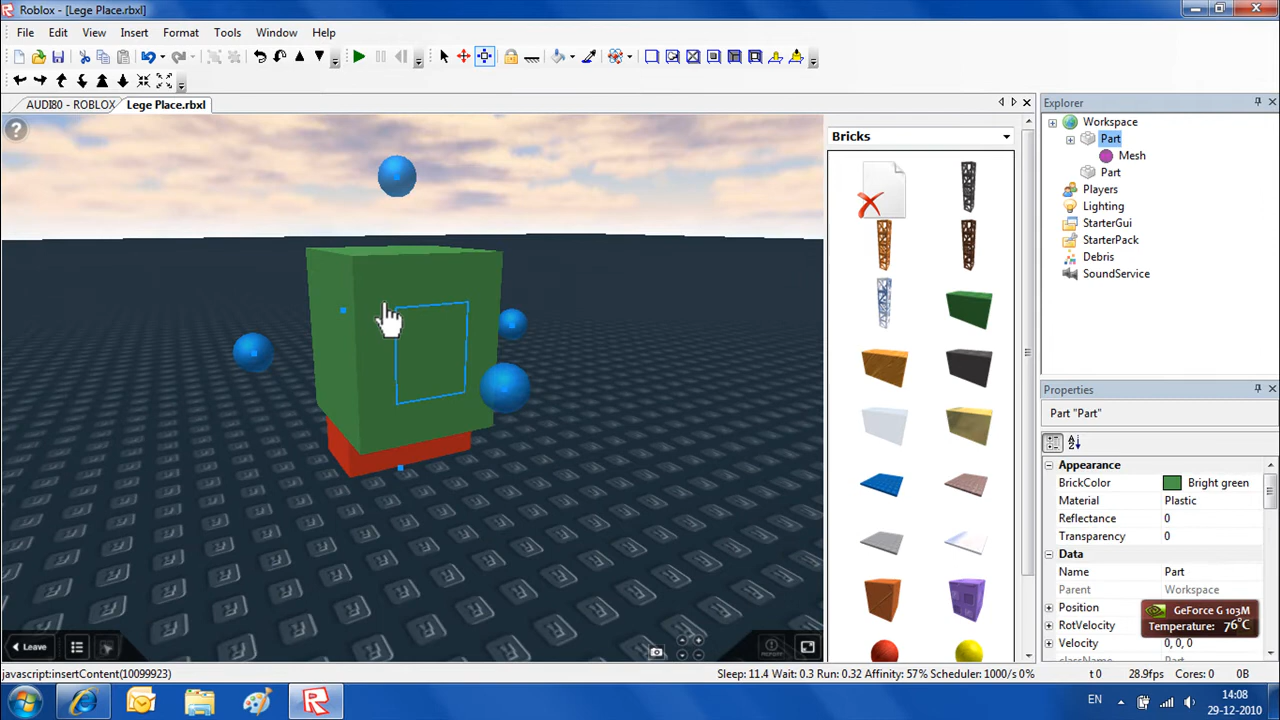 Roblox - [Lege Place.rbxl]
File Edit View Insert Format Tools Window Help
AUDI80 - ROBLOX Lege Place.rbxl
?
Bricks
Leave
REPORT
Explorer
Workspace
Part
Mesh
Part
Players
Lighting
StarterGui
StarterPack
Debris
SoundService
Properties
Part "Part"
Appearance
BrickColor Bright green
Material Plastic
Reflectance 0
Transparency 0
Data
Name Part
Parent Workspace
Position
RotVelocity
Velocity 0, 0, 0
className Part
GeForce G 103M
Temperature: 76°C
javascript:insertContent(10099923) Sleep: 11.4 Wait: 0.3 Run: 0.32 Affinity: 57% Scheduler: 1000/s 0% t 0 28.9fps Cores: 0 0B
EN 14:08
29-12-2010